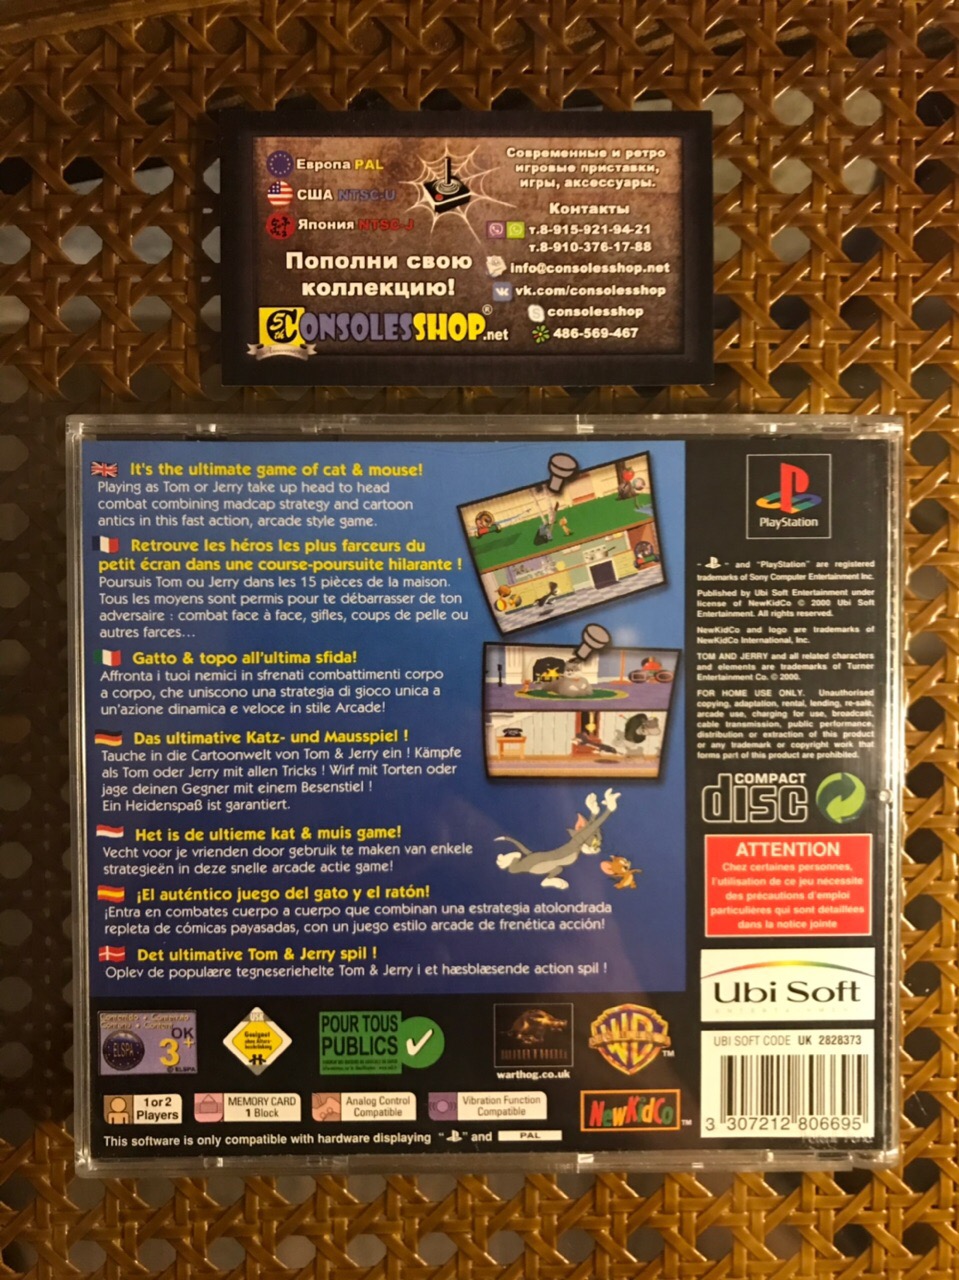 Европа PAL
США NTSC-U
Япония NTSC-J
Пополни свою
коллекцию!
CONSOLESSHOP.net
®
Современные и ретро
игровые приставки,
игры, аксессуары.
Контакты
т.8-915-921-94-21
т.8-910-376-17-88
info@consolesshop.net
vk.com/consolesshop
consolesshop
486-569-467
It's the ultimate game of cat & mouse!
Playing as Tom or Jerry take up head to head
combat combining madcap strategy and cartoon
antics in this fast action, arcade style game.
Retrouve les héros les plus farceurs du
petit écran dans une course-poursuite hilarante !
Poursuis Tom ou Jerry dans les 15 pièces de la maison.
Tous les moyens sont permis pour te débarrasser de ton
adversaire : combat face à face, gifles, coups de pelle ou
autres farces...
Gatto & topo all'ultima sfida!
Affronta i tuoi nemici in sfrenati combattimenti corpo
a corpo, che uniscono una strategia di gioco unica a
un'azione dinamica e veloce in stile Arcade!
Das ultimative Katz- und Mausspiel !
Tauche in die Cartoonwelt von Tom & Jerry ein ! Kämpfe
als Tom oder Jerry mit allen Tricks ! Wirf mit Torten oder
jage deinen Gegner mit einem Besenstiel !
Ein Heidenspaß ist garantiert.
Het is de ultieme kat & muis game!
Vecht voor je vrienden door gebruik te maken van enkele
strategieën in deze snelle arcade actie game!
¡El auténtico juego del gato y el ratón!
¡Entra en combates cuerpo a cuerpo que combinan una estrategia atolondrada
repleta de cómicas payasadas, con un juego estilo arcade de frenética acción!
Det ultimative Tom & Jerry spil !
Oplev de populære tegneseriehelte Tom & Jerry i et hæsblæsende action spil !
PlayStation
" " and "PlayStation" are registered
trademarks of Sony Computer Entertainment Inc.
Published by Ubi Soft Entertainment under
license of NewKidCo © 2000 Ubi Soft
Entertainment. All rights reserved.
NewKidCo and logo are trademarks of
NewKidCo International, Inc.
TOM AND JERRY and all related characters
and elements are trademarks of Turner
Entertainment Co. © 2000.
FOR HOME USE ONLY. Unauthorised
copying, adaptation, rental, lending, re-sale,
arcade use, charging for use, broadcast,
cable transmission, public performance,
distribution or extraction of this product
or any trademark or copyright work that
forms part of this product are prohibited.
COMPACT
disc
ATTENTION
Chez certaines personnes,
l'utilisation de ce jeu nécessite
des précautions d'emploi
particulières qui sont détaillées
dans la notice jointe
Ubi Soft
ENTERTAINMENT
UBI SOFT CODE UK 2828373
3 307212 806695
OK
ELSPA
3+
© ELSPA
USK
Geeignet
ohne Alters-
beschränkung
POUR TOUS
PUBLICS
warthog.co.uk
WB
TM
1 or 2
Players
MEMORY CARD
1 Block
Analog Control
Compatible
Vibration Function
Compatible
NewKidCo
TM
This software is only compatible with hardware displaying " " and PAL